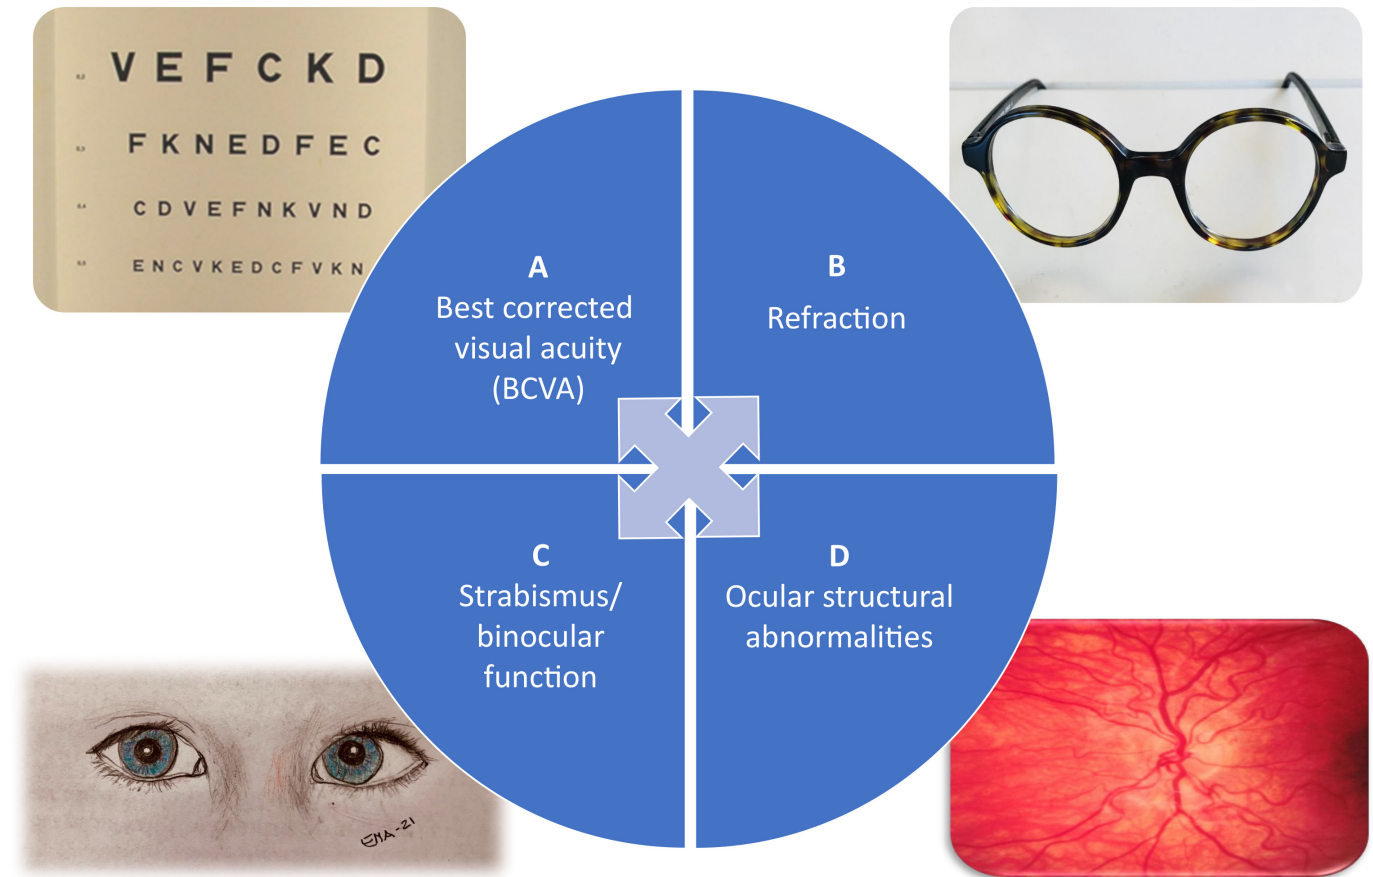 V E F C K D
F K N E D F E C
C D V E F N K V N D
E N C V K E D C F V K N
A
Best corrected
visual acuity
(BCVA)
B
Refraction
C
Strabismus/
binocular
function
D
Ocular structural
abnormalities
EMA-21